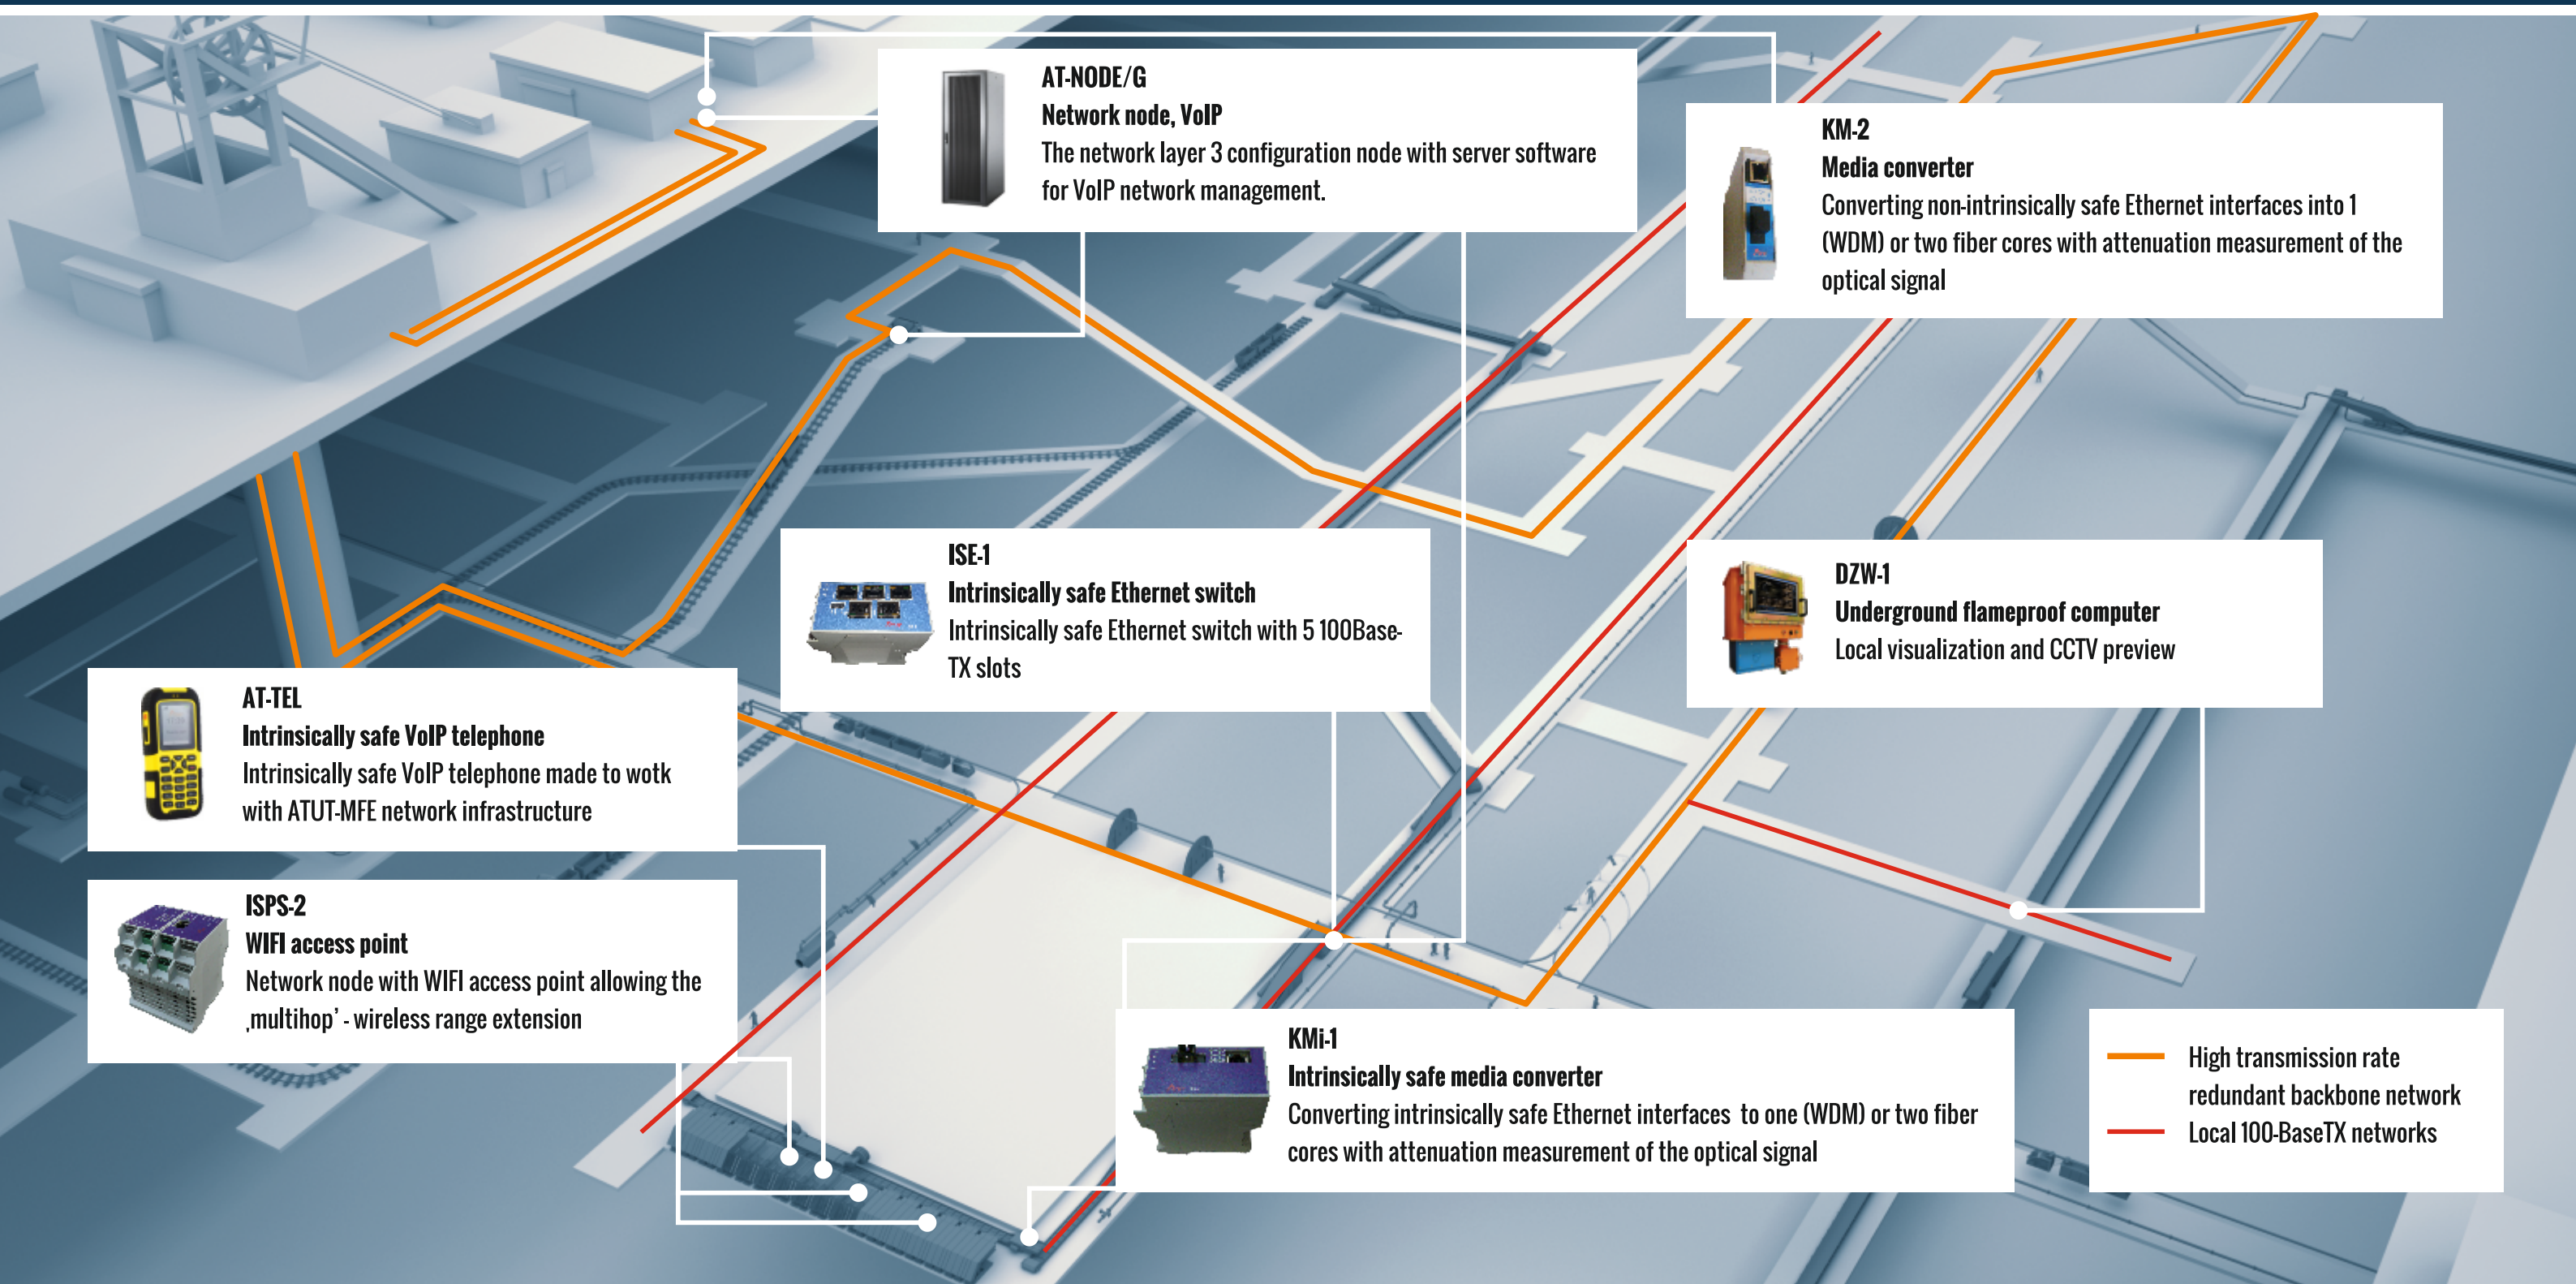 AT-NODE/G
Network node, VoIP
The network layer 3 configuration node with server software
for VoIP network management.
KM-2
Media converter
Converting non-intrinsically safe Ethernet interfaces into 1
(WDM) or two fiber cores with attenuation measurement of the
optical signal
ISE-1
Intrinsically safe Ethernet switch
Intrinsically safe Ethernet switch with 5 100Base-
TX slots
DZW-1
Underground flameproof computer
Local visualization and CCTV preview
AT-TEL
Intrinsically safe VoIP telephone
Intrinsically safe VoIP telephone made to wotk
with ATUT-MFE network infrastructure
ISPS-2
WIFI access point
Network node with WIFI access point allowing the
‚multihop’ - wireless range extension
KMi-1
Intrinsically safe media converter
Converting intrinsically safe Ethernet interfaces to one (WDM) or two fiber
cores with attenuation measurement of the optical signal
High transmission rate
redundant backbone network
Local 100-BaseTX networks